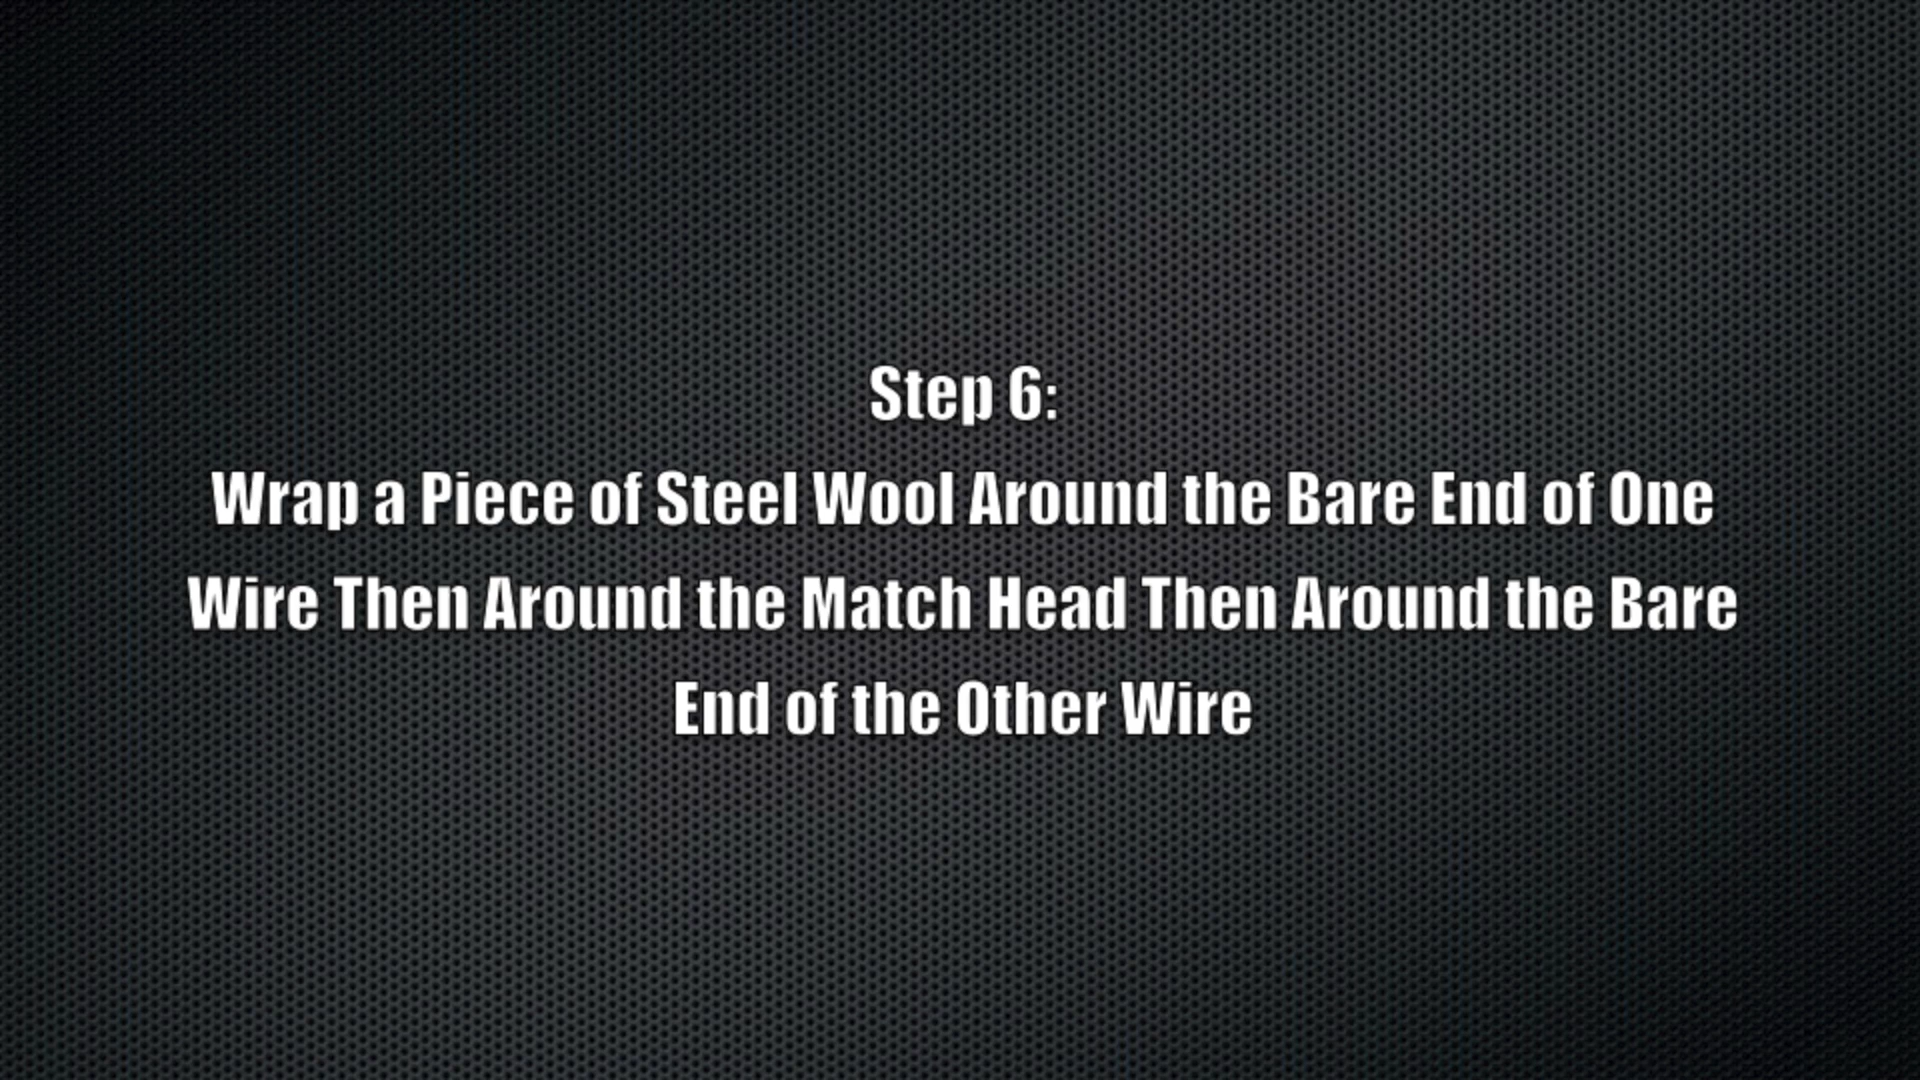 Step 6:
Wrap a Piece of Steel Wool Around the Bare End of One
Wire Then Around the Match Head Then Around the Bare
End of the Other Wire